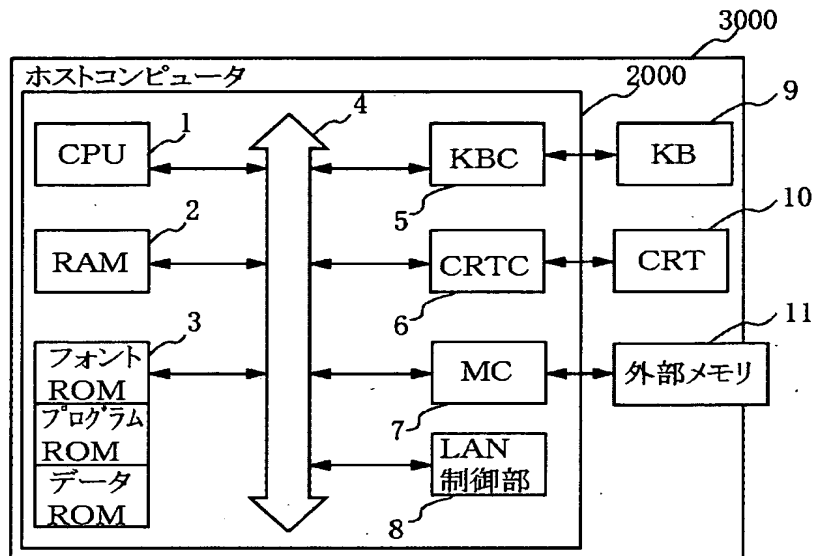 3000
ホストコンピュータ
2000
1
4
9
CPU
KBC
KB
5
2
10
RAM
CRTC
CRT
6
3
11
フォント
ROM
MC
外部メモリ
7
プログラム
ROM
LAN
制御部
データ
ROM
8